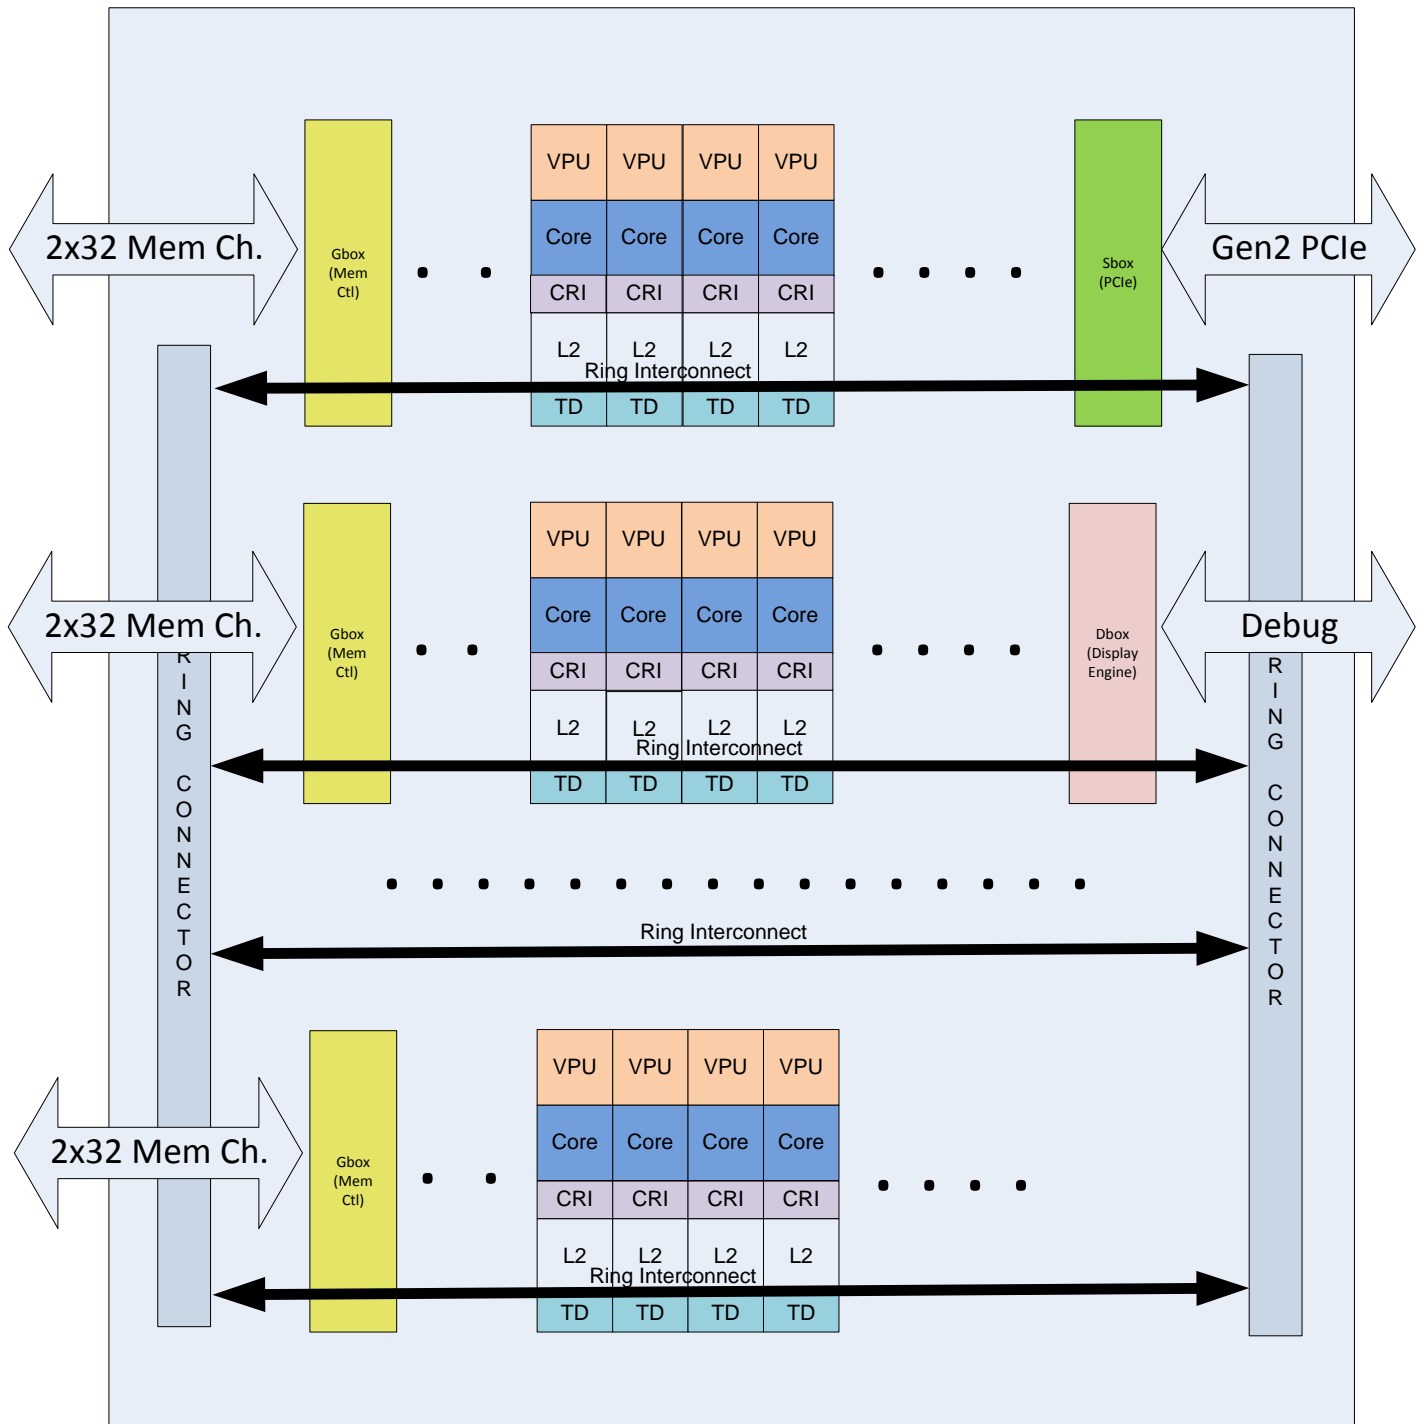 VPU VPU VPU VPU
Core Core Core Core
2x32 Mem Ch.
Gbox
(Mem
Ctl)
Sbox
(PCIe)
Gen2 PCIe
CRI CRI CRI CRI
L2 L2 L2 L2
Ring Interconnect
TD TD TD TD
VPU VPU VPU VPU
Core Core Core Core
2x32 Mem Ch.
Gbox
(Mem
Ctl)
Dbox
(Display
Engine)
Debug
CRI CRI CRI CRI
L2 L2 L2 L2
Ring Interconnect
TD TD TD TD
RING CONNECTOR
RING CONNECTOR
Ring Interconnect
VPU VPU VPU VPU
Core Core Core Core
2x32 Mem Ch.
Gbox
(Mem
Ctl)
CRI CRI CRI CRI
L2 L2 L2 L2
Ring Interconnect
TD TD TD TD